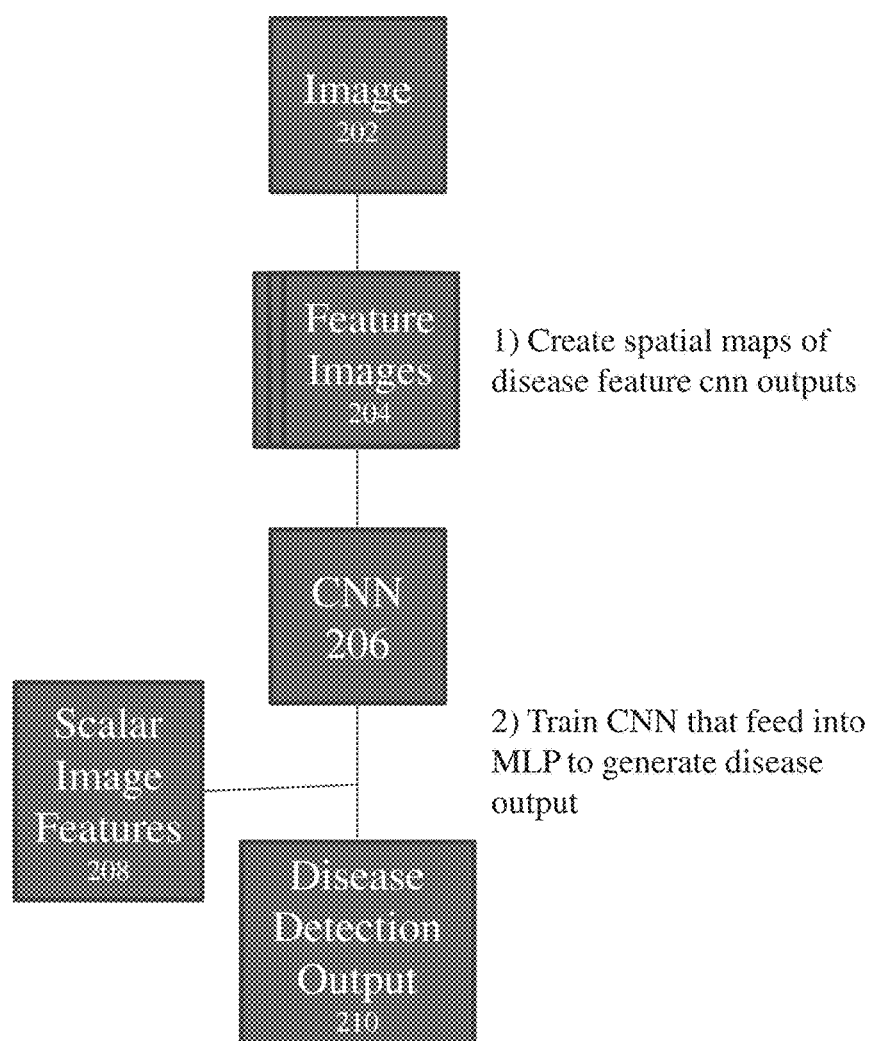 Image
202
Feature
Images
204
1) Create spatial maps of
disease feature cnn outputs
CNN
206
Scalar
Image
Features
208
2) Train CNN that feed into
MLP to generate disease
output
Disease
Detection
Output
210